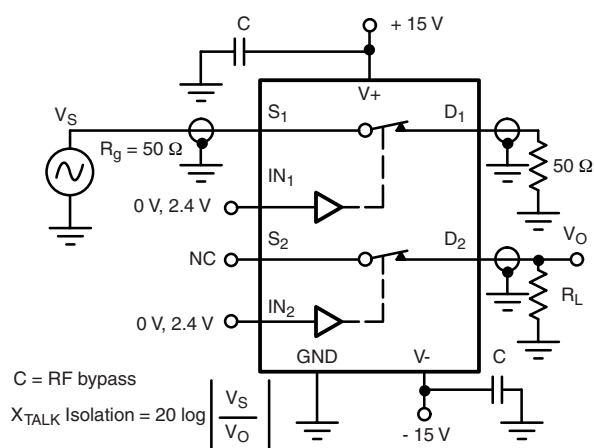 C
+ 15 V
V+
V_S
S_1
D_1
R_g = 50 Ω
50 Ω
IN_1
0 V, 2.4 V
S_2
D_2
V_O
NC
IN_2
R_L
0 V, 2.4 V
GND
V-
C
C = RF bypass
X_TALK Isolation = 20 log | V_S / V_O |
- 15 V